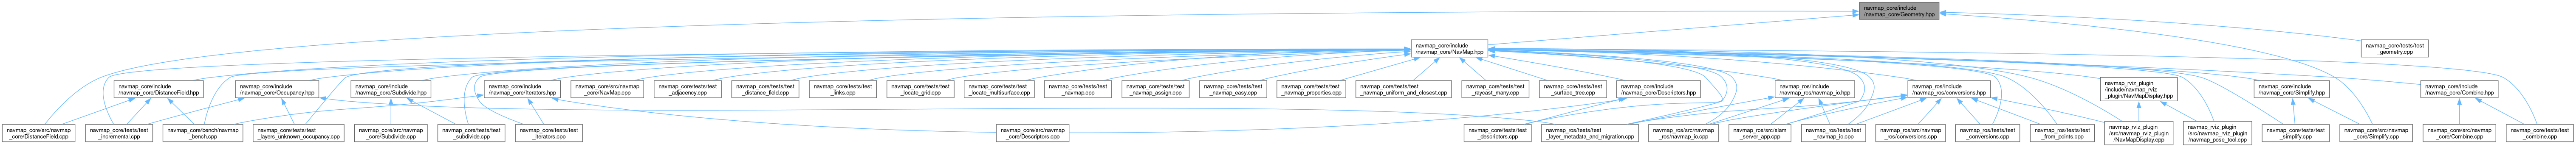 navmap_core/include
/navmap_core/Geometry.hpp
navmap_core/include
/navmap_core/NavMap.hpp
navmap_core/tests/test
_geometry.cpp
navmap_core/include
/navmap_core/DistanceField.hpp
navmap_core/include
/navmap_core/Occupancy.hpp
navmap_core/include
/navmap_core/Subdivide.hpp
navmap_core/include
/navmap_core/Iterators.hpp
navmap_core/src/navmap
_core/NavMap.cpp
navmap_core/tests/test
_adjacency.cpp
navmap_core/tests/test
_distance_field.cpp
navmap_core/tests/test
_links.cpp
navmap_core/tests/test
_locate_grid.cpp
navmap_core/tests/test
_locate_multisurface.cpp
navmap_core/tests/test
_navmap.cpp
navmap_core/tests/test
_navmap_assign.cpp
navmap_core/tests/test
_navmap_easy.cpp
navmap_core/tests/test
_navmap_properties.cpp
navmap_core/tests/test
_navmap_uniform_and_closest.cpp
navmap_core/tests/test
_raycast_many.cpp
navmap_core/tests/test
_surface_tree.cpp
navmap_core/include
/navmap_core/Descriptors.hpp
navmap_ros/include
/navmap_ros/navmap_io.hpp
navmap_ros/include
/navmap_ros/conversions.hpp
navmap_rviz_plugin
/include/navmap_rviz
_plugin/NavMapDisplay.hpp
navmap_core/include
/navmap_core/Simplify.hpp
navmap_core/include
/navmap_core/Combine.hpp
navmap_core/src/navmap
_core/DistanceField.cpp
navmap_core/tests/test
_incremental.cpp
navmap_core/bench/navmap
_bench.cpp
navmap_core/tests/test
_layers_unknown_occupancy.cpp
navmap_core/src/navmap
_core/Subdivide.cpp
navmap_core/tests/test
_subdivide.cpp
navmap_core/tests/test
_iterators.cpp
navmap_core/src/navmap
_core/Descriptors.cpp
navmap_core/tests/test
_descriptors.cpp
navmap_ros/tests/test
_layer_metadata_and_migration.cpp
navmap_ros/src/navmap
_ros/navmap_io.cpp
navmap_ros/src/slam
_server_app.cpp
navmap_ros/tests/test
_navmap_io.cpp
navmap_ros/src/navmap
_ros/conversions.cpp
navmap_ros/tests/test
_conversions.cpp
navmap_ros/tests/test
_from_points.cpp
navmap_rviz_plugin
/src/navmap_rviz_plugin
/NavMapDisplay.cpp
navmap_rviz_plugin
/src/navmap_rviz_plugin
/navmap_pose_tool.cpp
navmap_core/tests/test
_simplify.cpp
navmap_core/src/navmap
_core/Simplify.cpp
navmap_core/src/navmap
_core/Combine.cpp
navmap_core/tests/test
_combine.cpp